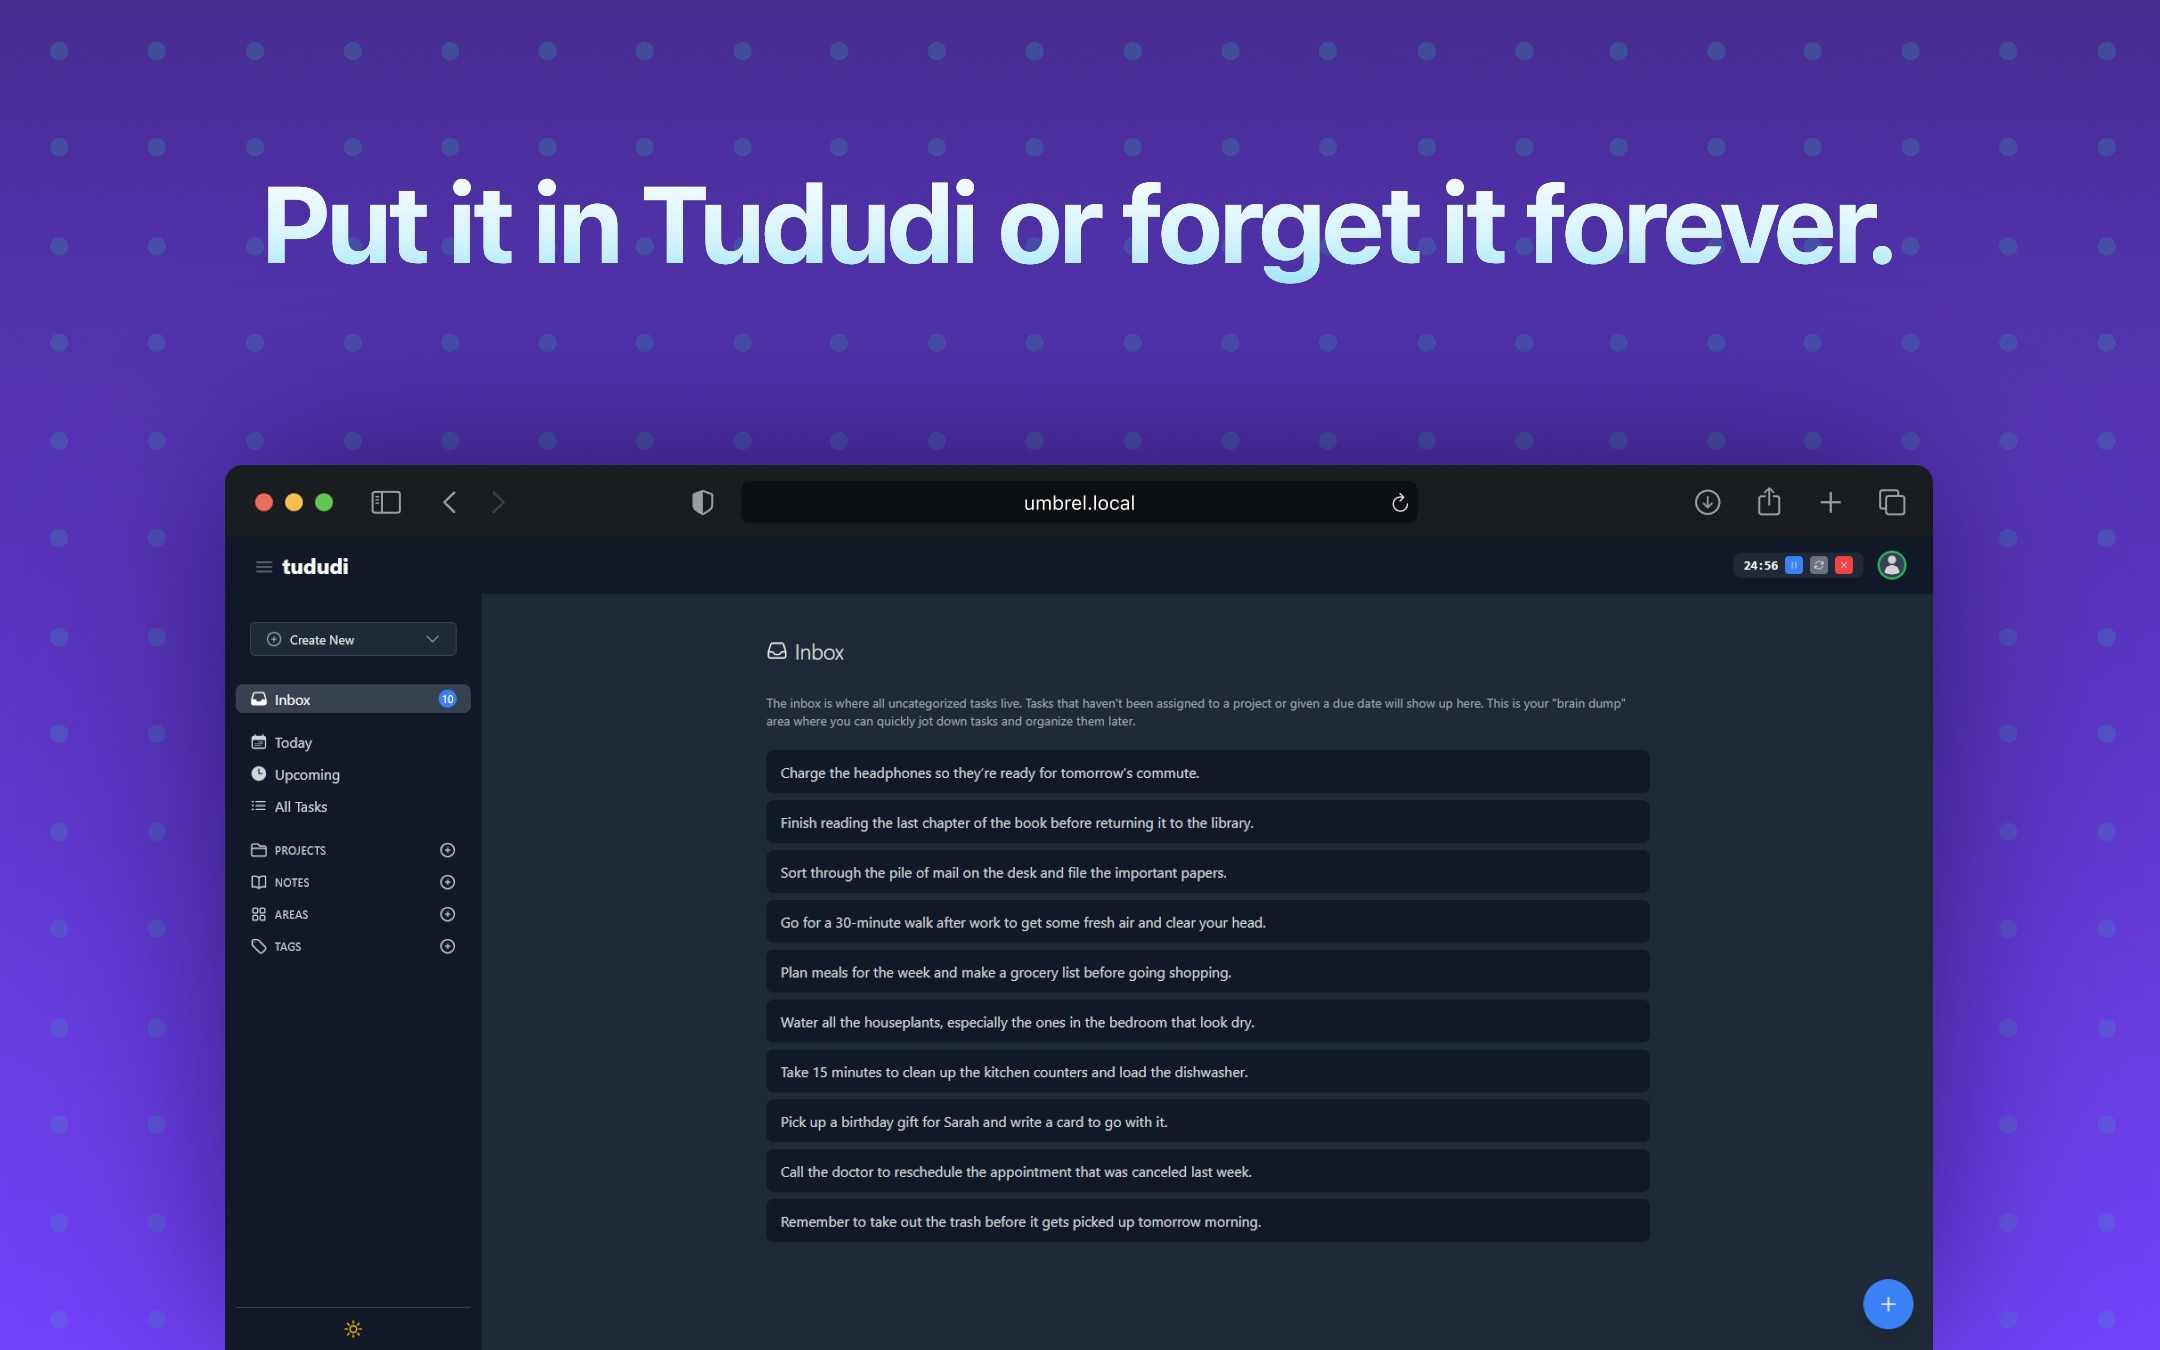 Put it in Tududi or forget it forever.
umbrel.local
tududi
24:56
Create New
Inbox
10
Today
Upcoming
All Tasks
PROJECTS
NOTES
AREAS
TAGS
Inbox
The inbox is where all uncategorized tasks live. Tasks that haven't been assigned to a project or given a due date will show up here. This is your "brain dump"
area where you can quickly jot down tasks and organize them later.
Charge the headphones so they’re ready for tomorrow’s commute.
Finish reading the last chapter of the book before returning it to the library.
Sort through the pile of mail on the desk and file the important papers.
Go for a 30-minute walk after work to get some fresh air and clear your head.
Plan meals for the week and make a grocery list before going shopping.
Water all the houseplants, especially the ones in the bedroom that look dry.
Take 15 minutes to clean up the kitchen counters and load the dishwasher.
Pick up a birthday gift for Sarah and write a card to go with it.
Call the doctor to reschedule the appointment that was canceled last week.
Remember to take out the trash before it gets picked up tomorrow morning.